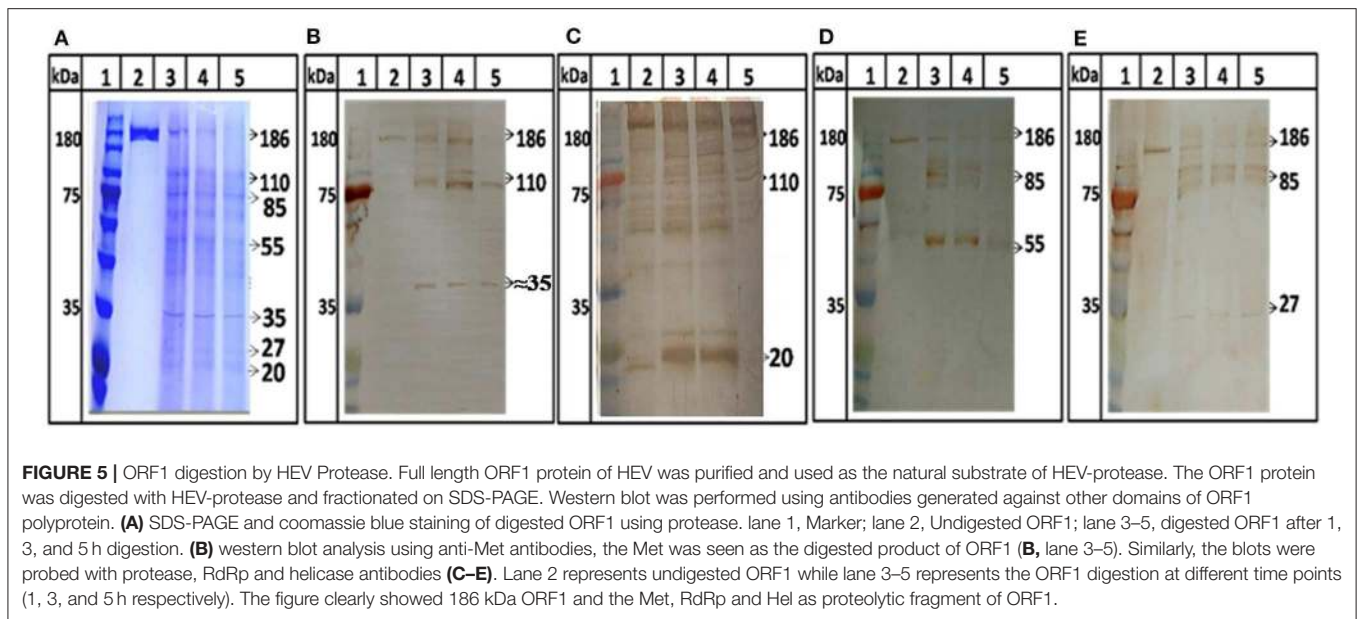 A
B
C
D
E
kDa 1 2 3 4 5
kDa 1 2 3 4 5
kDa 1 2 3 4 5
kDa 1 2 3 4 5
kDa 1 2 3 4 5
180
75
35
186
110
85
55
35
27
20
180
75
35
186
110
≈35
180
75
35
186
110
20
180
75
35
186
85
55
180
75
35
186
85
27
FIGURE 5 | ORF1 digestion by HEV Protease. Full length ORF1 protein of HEV was purified and used as the natural substrate of HEV-protease. The ORF1 protein
was digested with HEV-protease and fractionated on SDS-PAGE. Western blot was performed using antibodies generated against other domains of ORF1
polyprotein. (A) SDS-PAGE and coomassie blue staining of digested ORF1 using protease. lane 1, Marker; lane 2, Undigested ORF1; lane 3–5, digested ORF1 after 1,
3, and 5 h digestion. (B) western blot analysis using anti-Met antibodies, the Met was seen as the digested product of ORF1 (B, lane 3–5). Similarly, the blots were
probed with protease, RdRp and helicase antibodies (C–E). Lane 2 represents undigested ORF1 while lane 3–5 represents the ORF1 digestion at different time points
(1, 3, and 5 h respectively). The figure clearly showed 186 kDa ORF1 and the Met, RdRp and Hel as proteolytic fragment of ORF1.